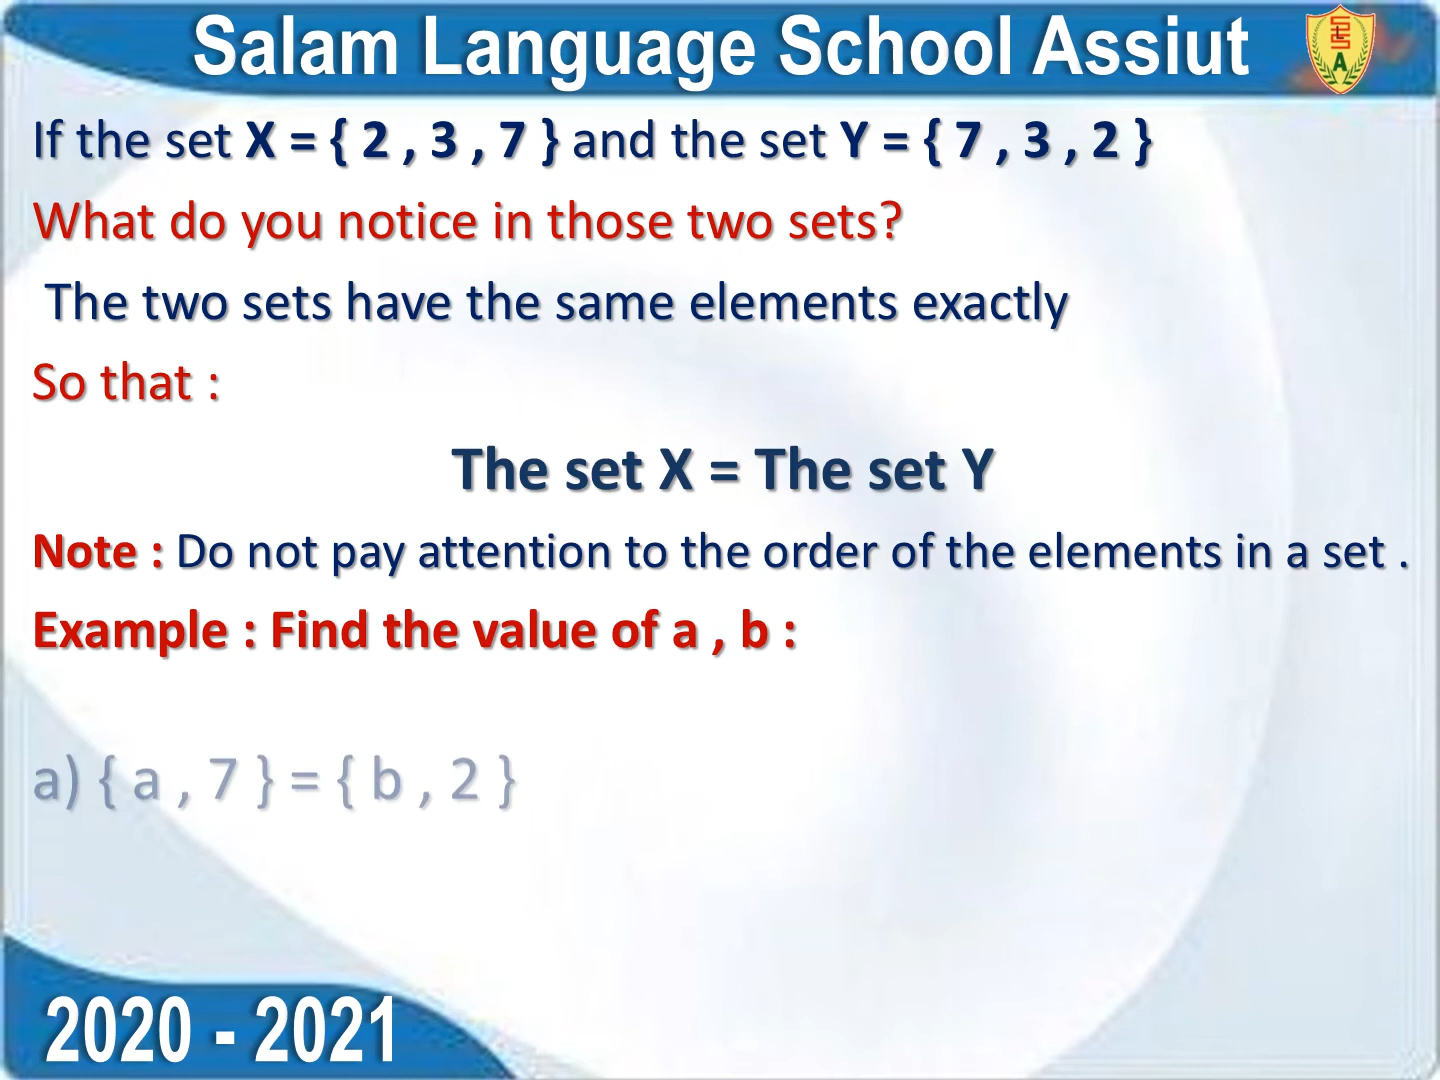 Salam Language School Assiut
If the set X = { 2 , 3 , 7 } and the set Y = { 7 , 3 , 2 }
What do you notice in those two sets?
The two sets have the same elements exactly
So that :
The set X = The set Y
Note : Do not pay attention to the order of the elements in a set .
Example : Find the value of a , b :
a) { a , 7 } = { b , 2 }
2020 - 2021